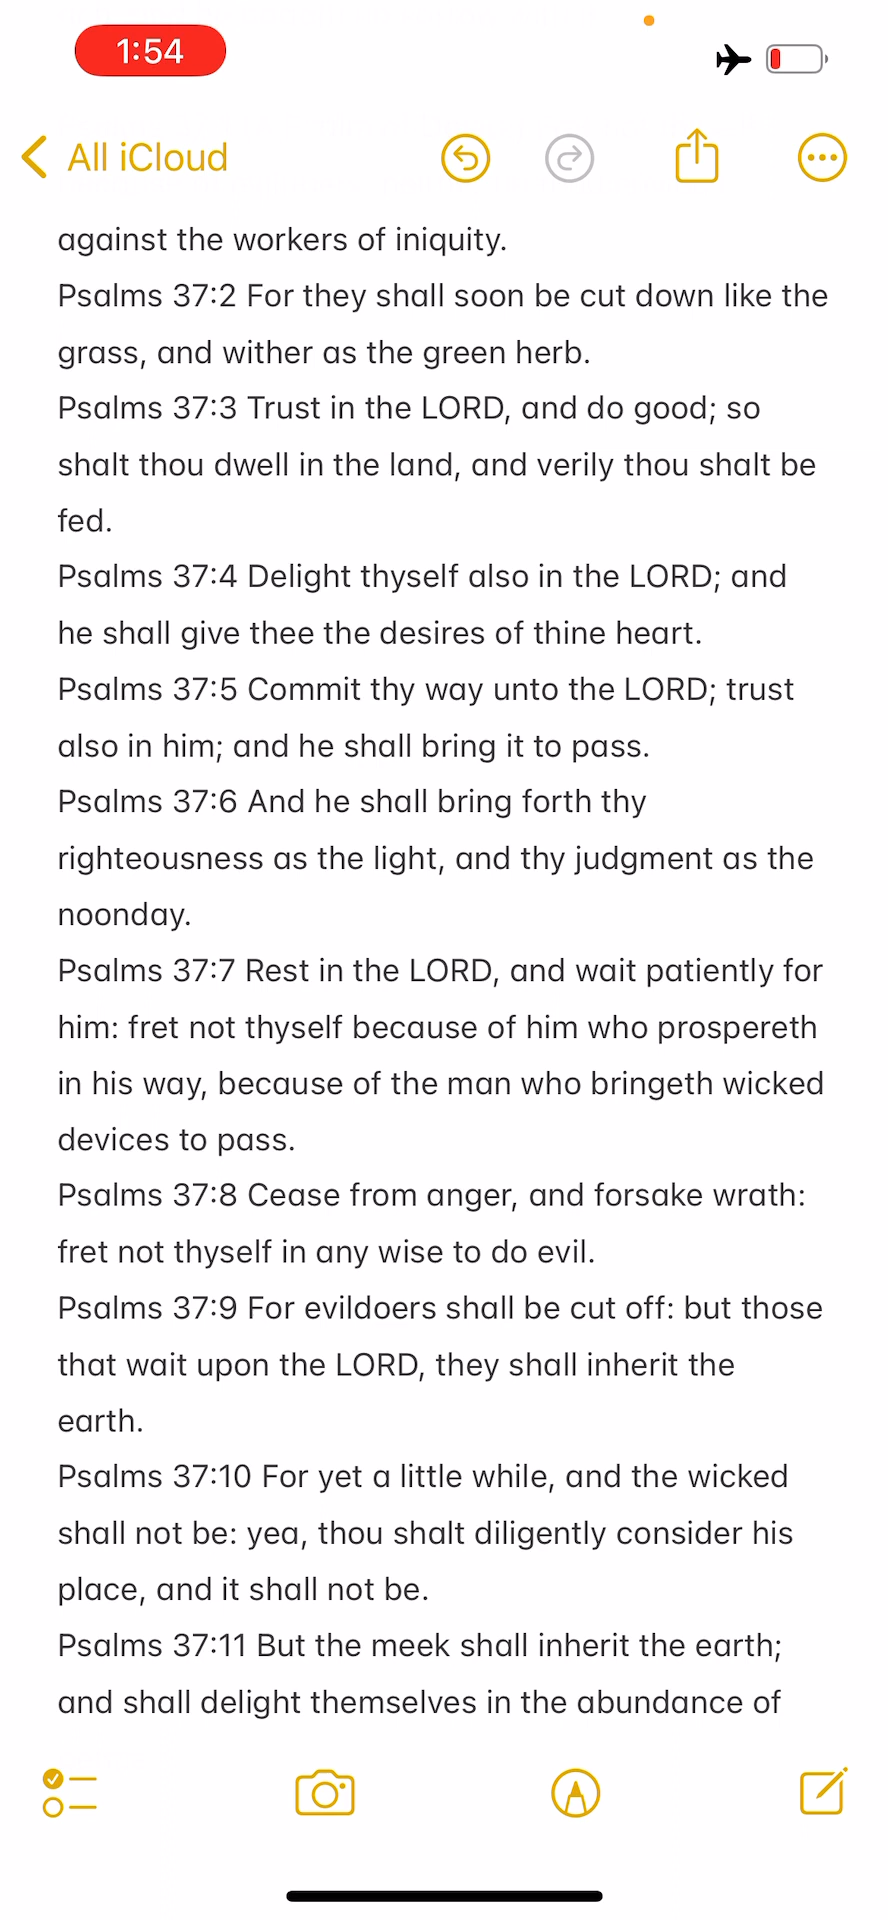 1:54
All iCloud
against the workers of iniquity.
Psalms 37:2 For they shall soon be cut down like the
grass, and wither as the green herb.
Psalms 37:3 Trust in the LORD, and do good; so
shalt thou dwell in the land, and verily thou shalt be
fed.
Psalms 37:4 Delight thyself also in the LORD; and
he shall give thee the desires of thine heart.
Psalms 37:5 Commit thy way unto the LORD; trust
also in him; and he shall bring it to pass.
Psalms 37:6 And he shall bring forth thy
righteousness as the light, and thy judgment as the
noonday.
Psalms 37:7 Rest in the LORD, and wait patiently for
him: fret not thyself because of him who prospereth
in his way, because of the man who bringeth wicked
devices to pass.
Psalms 37:8 Cease from anger, and forsake wrath:
fret not thyself in any wise to do evil.
Psalms 37:9 For evildoers shall be cut off: but those
that wait upon the LORD, they shall inherit the
earth.
Psalms 37:10 For yet a little while, and the wicked
shall not be: yea, thou shalt diligently consider his
place, and it shall not be.
Psalms 37:11 But the meek shall inherit the earth;
and shall delight themselves in the abundance of